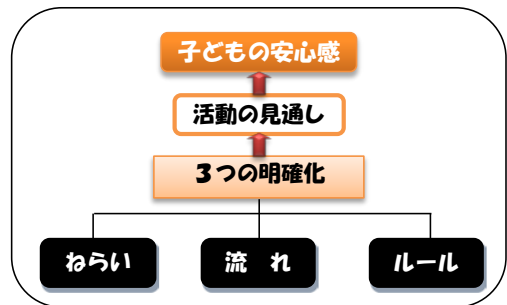 子どもの安心感
活動の見通し
３つの明確化
ねらい
流　れ
ルール